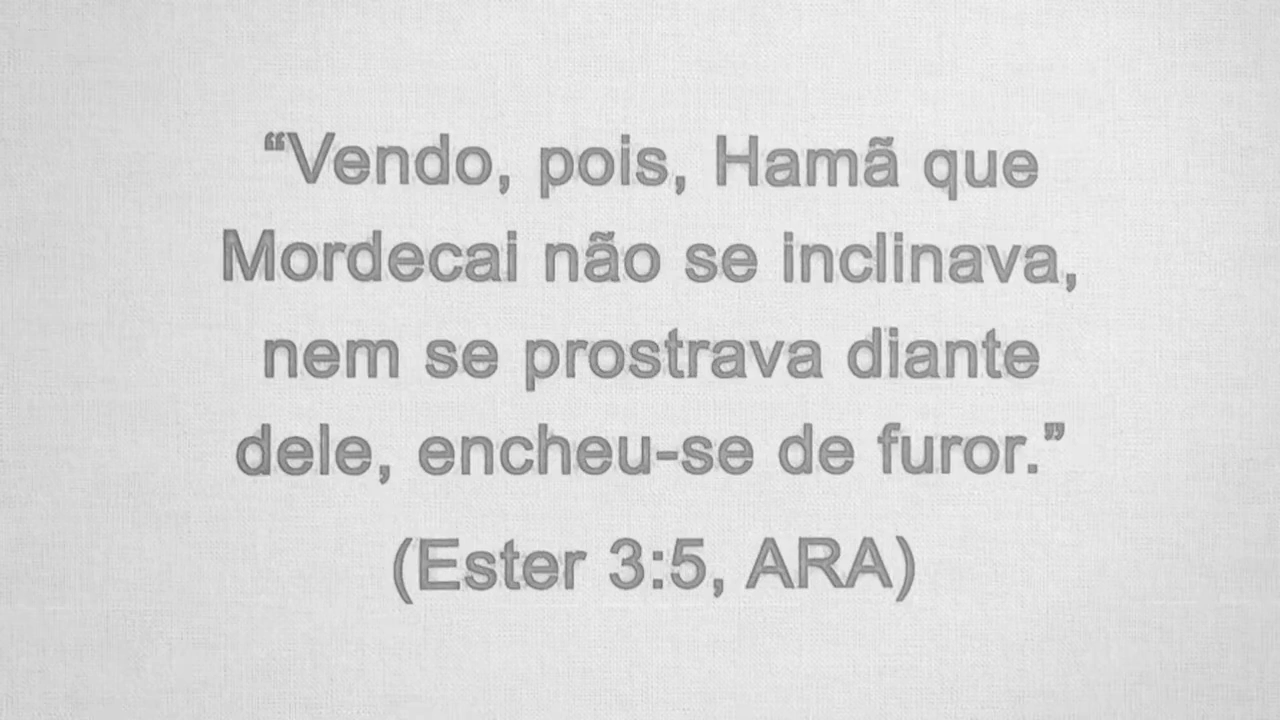 “Vendo, pois, Hamã que
Mordecai não se inclinava,
nem se prostrava diante
dele, encheu-se de furor.”
(Ester 3:5, ARA)